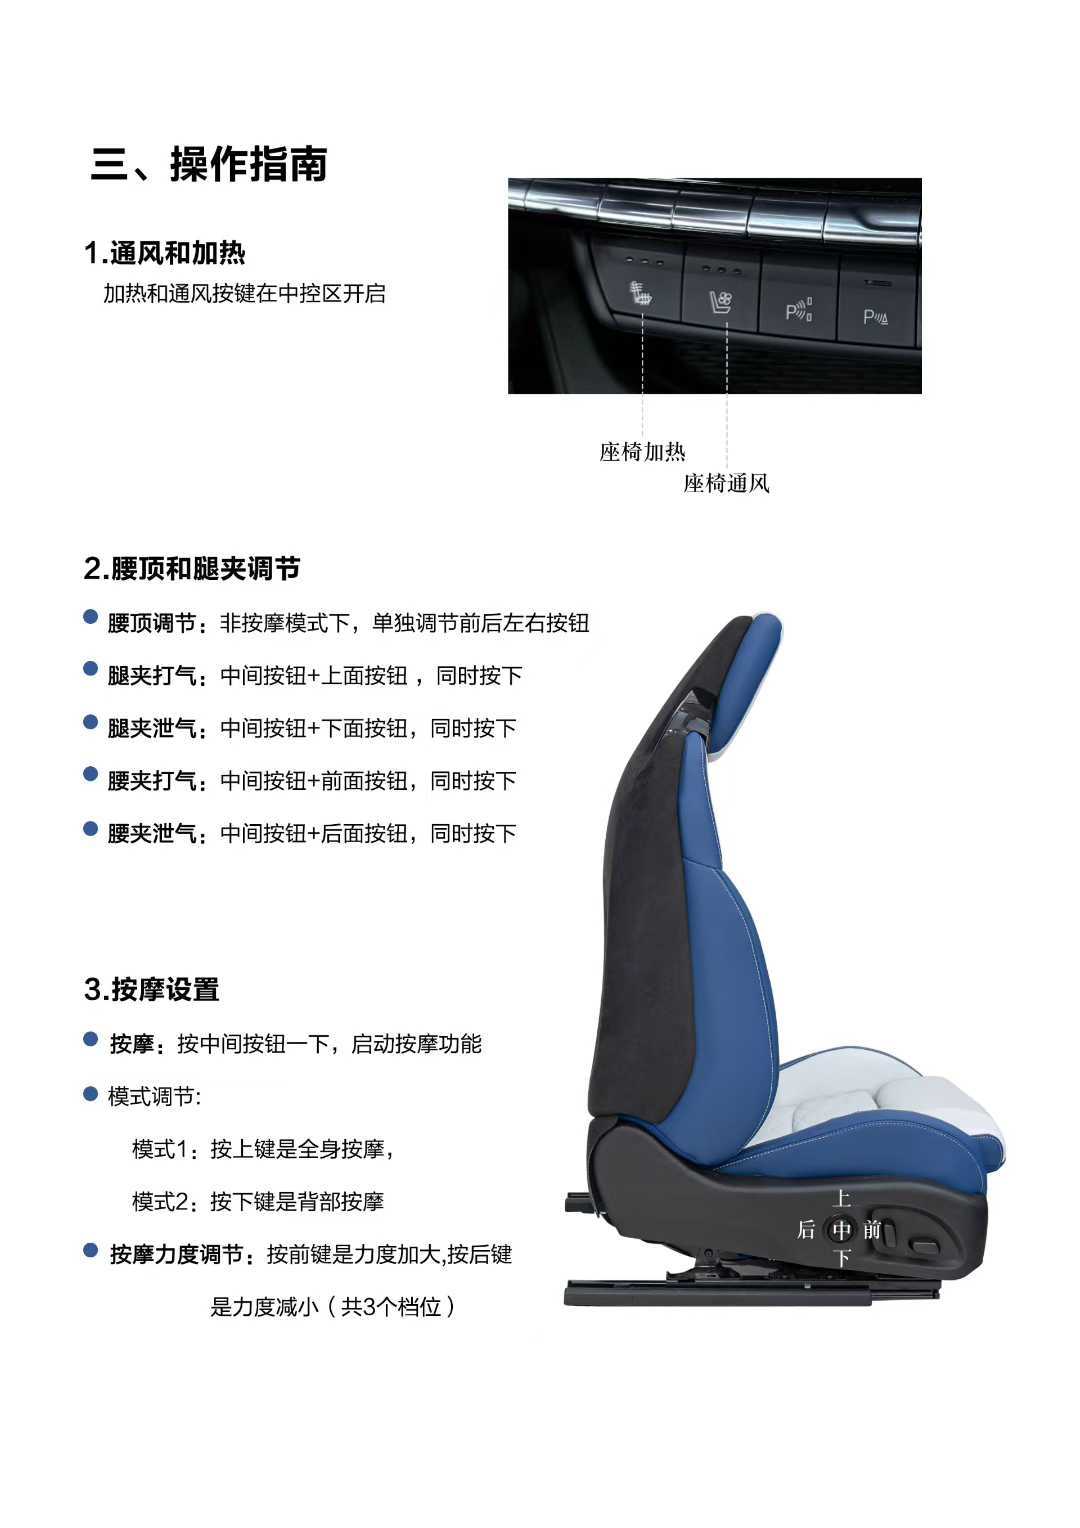 三、操作指南
1.通风和加热
加热和通风按键在中控区开启
P
P
座椅加热
座椅通风
2.腰顶和腿夹调节
腰顶调节：非按摩模式下，单独调节前后左右按钮
腿夹打气：中间按钮+上面按钮 ，同时按下
腿夹泄气：中间按钮+下面按钮，同时按下
腰夹打气：中间按钮+前面按钮，同时按下
腰夹泄气：中间按钮+后面按钮，同时按下
3.按摩设置
按摩：按中间按钮一下，启动按摩功能
模式调节:
模式1：按上键是全身按摩，
模式2：按下键是背部按摩
按摩力度调节：按前键是力度加大,按后键
是力度减小（共3个档位）
上
后 中 前
下